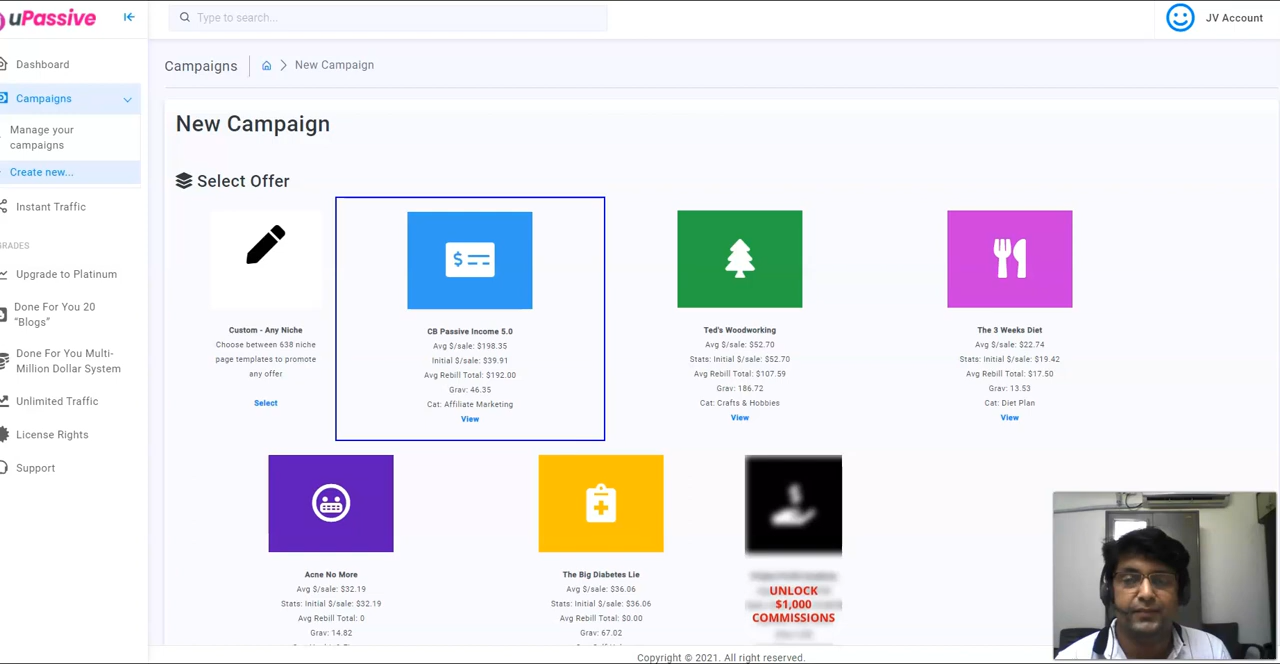 uPassive
Type to search...
JV Account
Dashboard
Campaigns
Manage your
campaigns
Create new...
Instant Traffic
RADES
Upgrade to Platinum
Done For You 20
"Blogs"
Done For You Multi-
Million Dollar System
Unlimited Traffic
License Rights
Support
Campaigns
New Campaign
New Campaign
Select Offer
Custom - Any Niche
Choose between 638 niche
page templates to promote
any offer
Select
$
CB Passive Income 5.0
Avg $/sale: $198.35
Initial $/sale: $39.91
Avg Rebill Total: $192.00
Grav: 46.35
Cat: Affiliate Marketing
View
Ted's Woodworking
Avg $/sale: $52.70
Stats: Initial $/sale: $52.70
Avg Rebill Total: $107.59
Grav: 186.72
Cat: Crafts & Hobbies
View
The 3 Weeks Diet
Avg $/sale: $22.74
Stats: Initial $/sale: $19.42
Avg Rebill Total: $17.50
Grav: 13.53
Cat: Diet Plan
View
Acne No More
Avg $/sale: $32.19
Stats: Initial $/sale: $32.19
Avg Rebill Total: 0
Grav: 14.82
The Big Diabetes Lie
Avg $/sale: $36.06
Stats: Initial $/sale: $36.06
Avg Rebill Total: $0.00
Grav: 67.02
UNLOCK
$1,000
COMMISSIONS
Copyright © 2021. All right reserved.